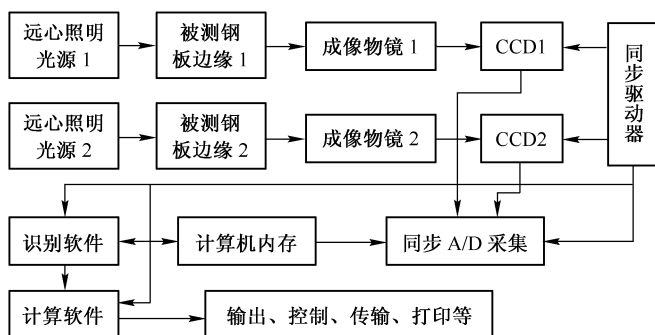 远心照明
光源 1
被测钢
板边缘 1
成像物镜 1
CCD1
同步驱动器
远心照明
光源 2
被测钢
板边缘 2
成像物镜 2
CCD2
识别软件
计算机内存
同步 A/D 采集
计算软件
输出、控制、传输、打印等